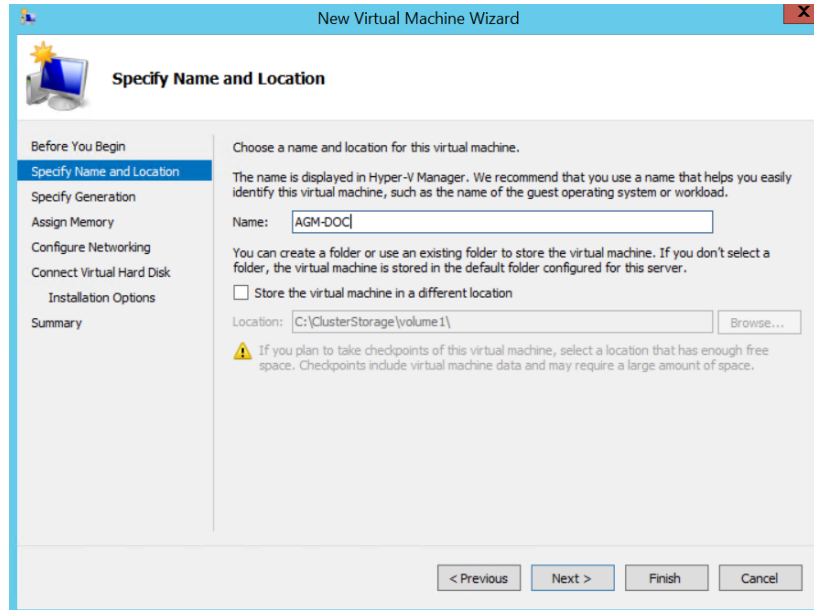 New Virtual Machine Wizard
X
Specify Name and Location
Before You Begin
Specify Name and Location
Specify Generation
Assign Memory
Configure Networking
Connect Virtual Hard Disk
Installation Options
Summary
Choose a name and location for this virtual machine.
The name is displayed in Hyper-V Manager. We recommend that you use a name that helps you easily
identify this virtual machine, such as the name of the guest operating system or workload.
Name: AGM-DOC
You can create a folder or use an existing folder to store the virtual machine. If you don't select a
folder, the virtual machine is stored in the default folder configured for this server.
Store the virtual machine in a different location
Location: C:\ClusterStorage\volume1\ Browse...
If you plan to take checkpoints of this virtual machine, select a location that has enough free
space. Checkpoints include virtual machine data and may require a large amount of space.
< Previous Next > Finish Cancel